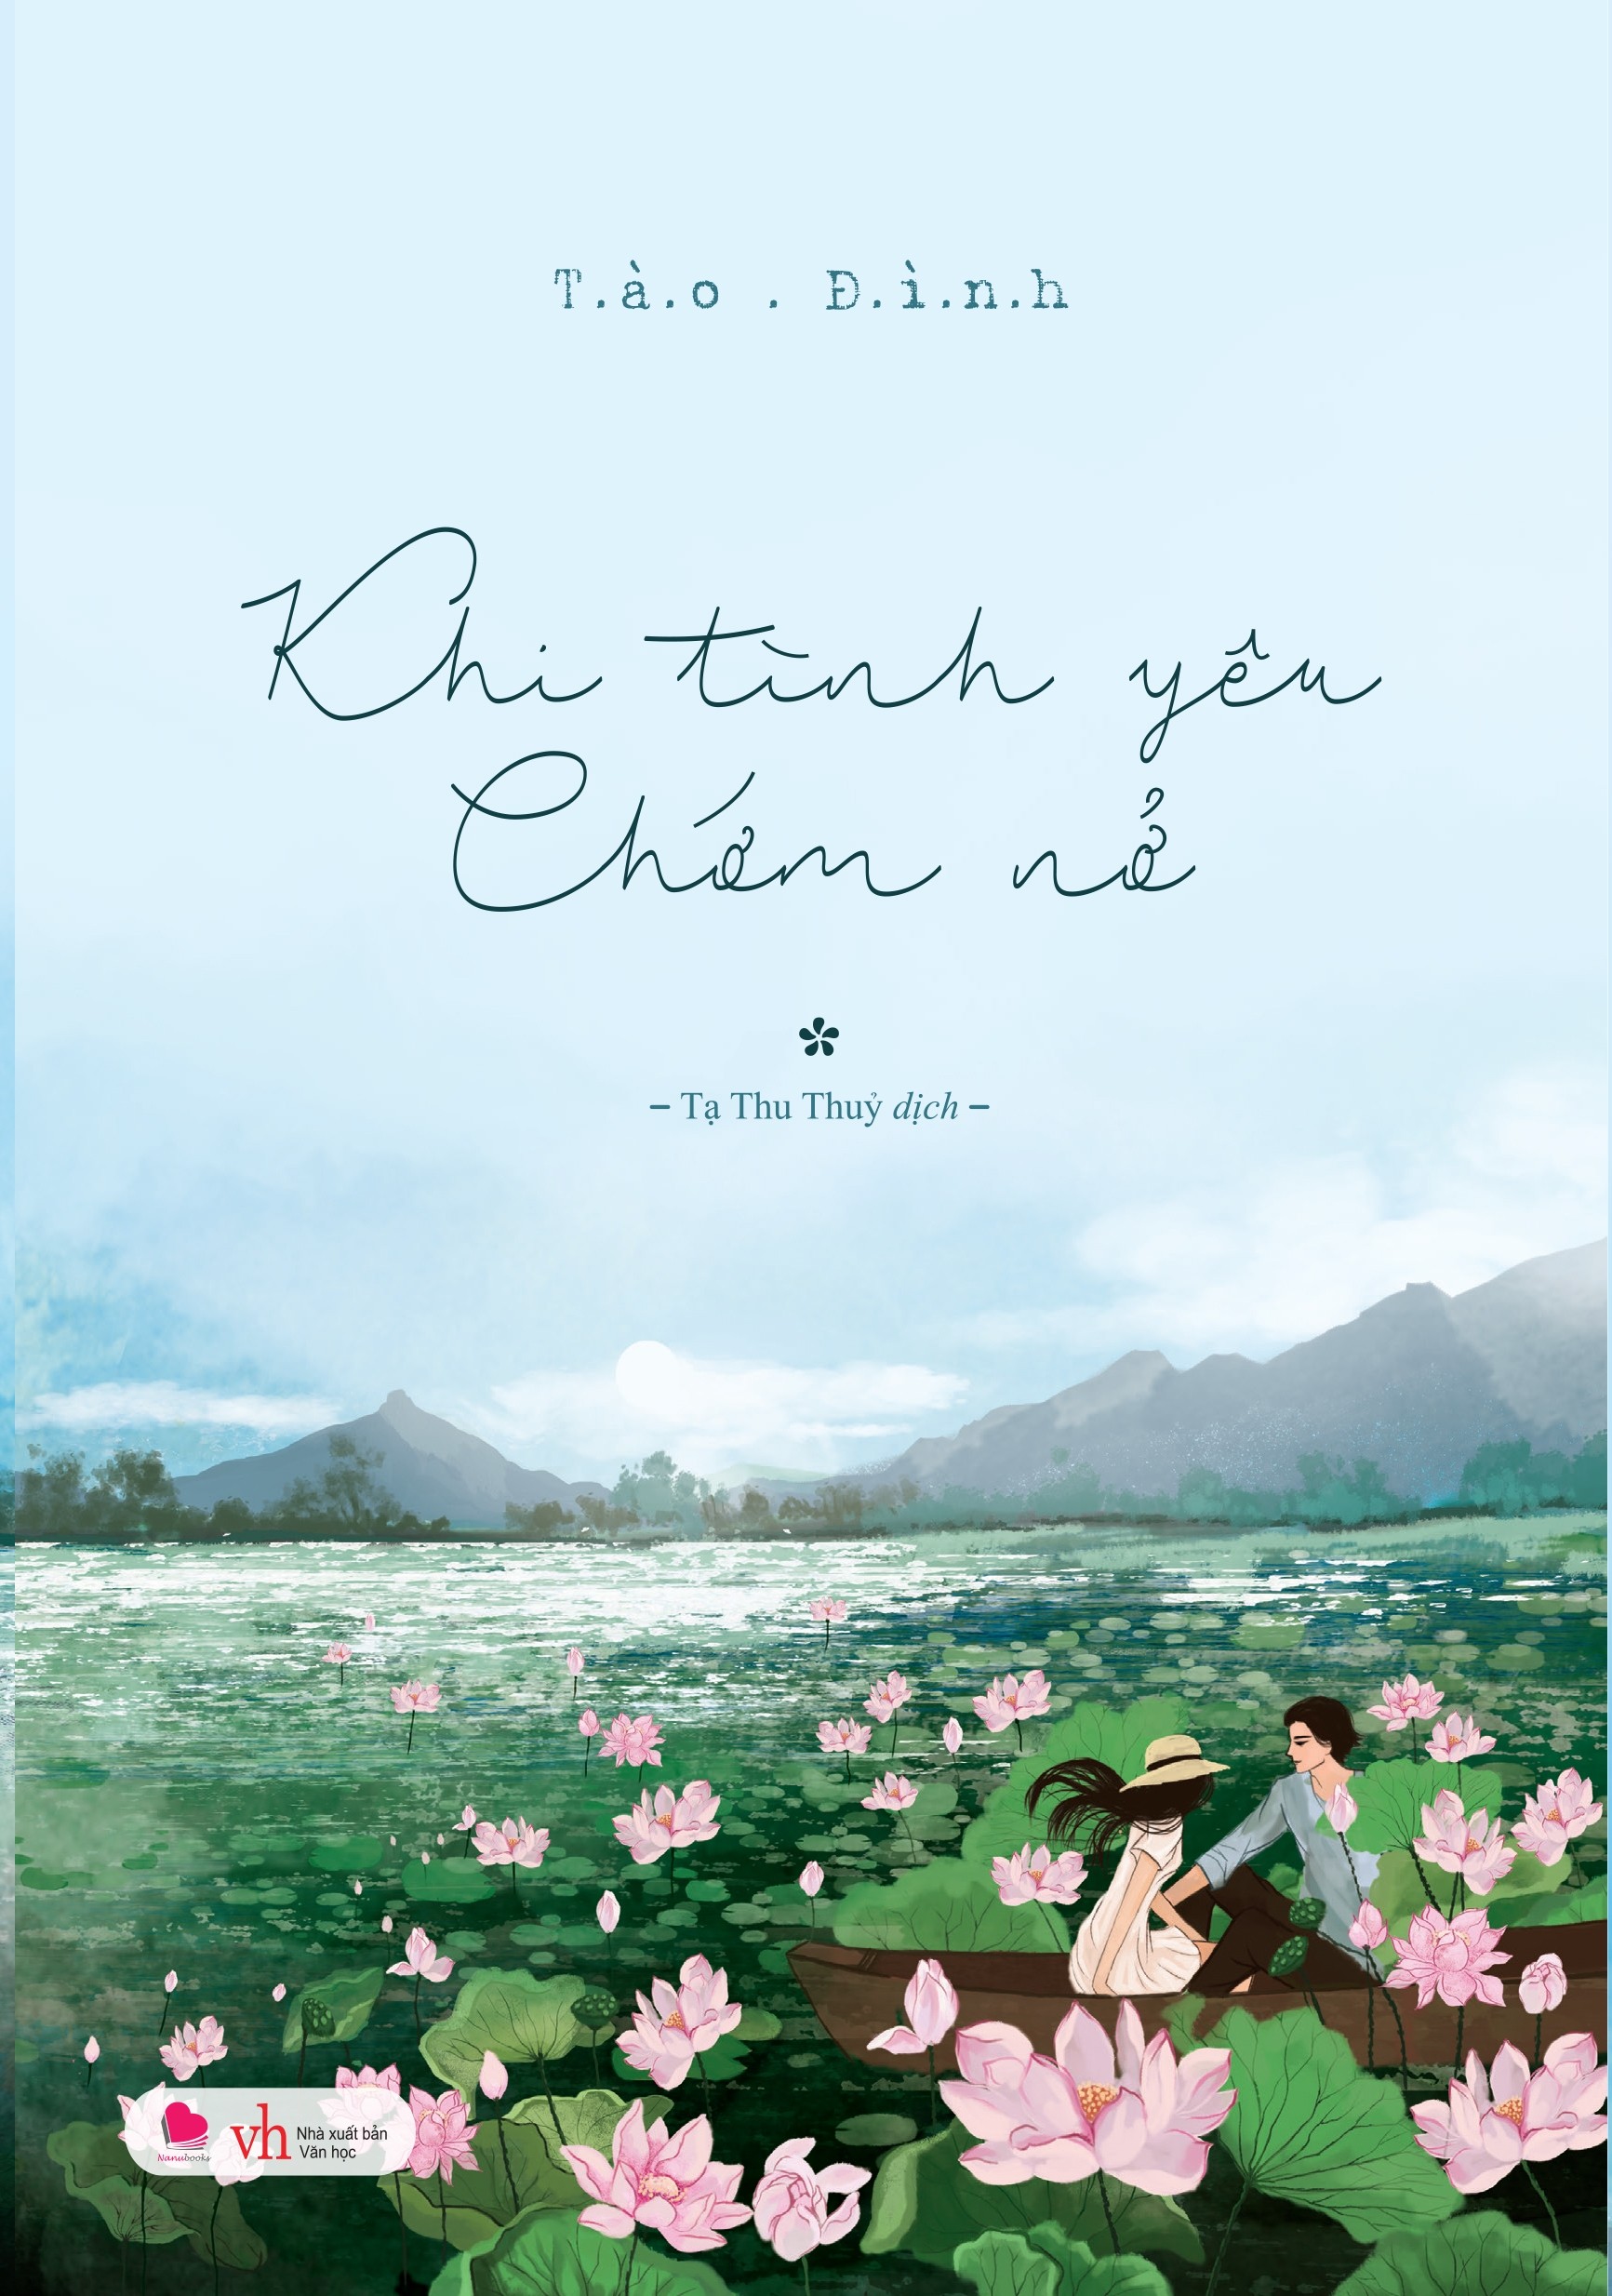 T.à.o . Đ.ì.n.h
Khi tình yêu
Chớm nở
– Tạ Thu Thuỷ dịch –
Nanubooks
vh Nhà xuất bản
Văn học